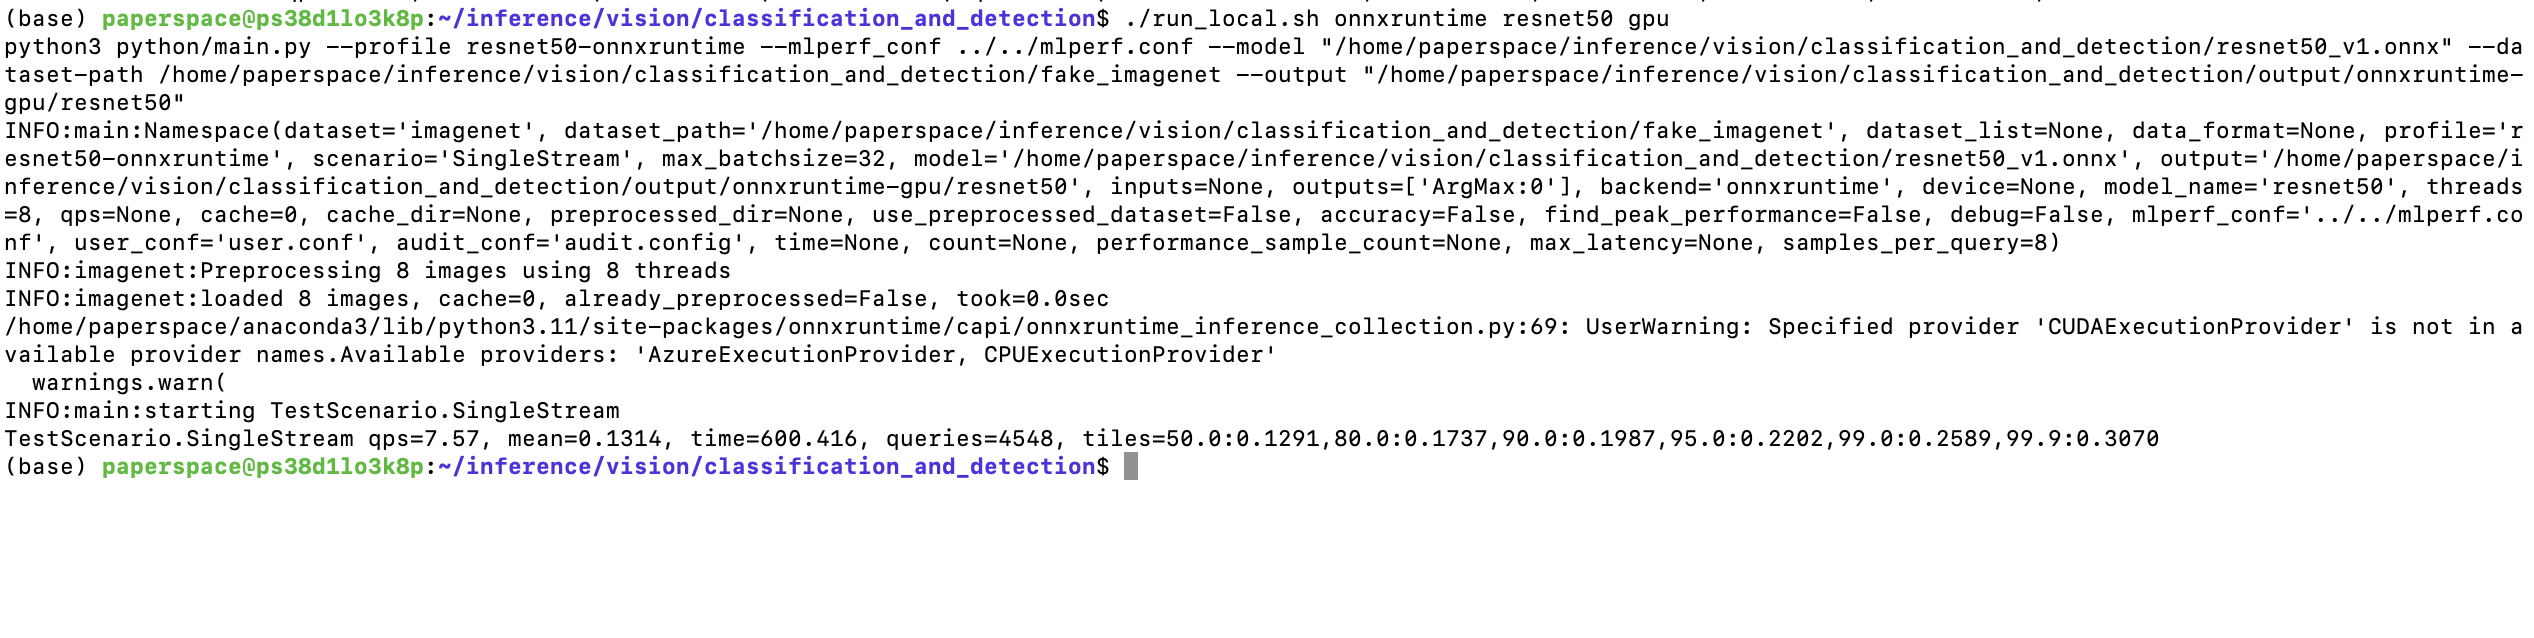 (base) paperspace@ps38d1lo3k8p:~/inference/vision/classification_and_detection$ ./run_local.sh onnxruntime resnet50 gpu
python3 python/main.py --profile resnet50-onnxruntime --mlperf_conf ../../mlperf.conf --model "/home/paperspace/inference/vision/classification_and_detection/resnet50_v1.onnx" --da
taset-path /home/paperspace/inference/vision/classification_and_detection/fake_imagenet --output "/home/paperspace/inference/vision/classification_and_detection/output/onnxruntime-
gpu/resnet50"
INFO:main:Namespace(dataset='imagenet', dataset_path='/home/paperspace/inference/vision/classification_and_detection/fake_imagenet', dataset_list=None, data_format=None, profile='r
esnet50-onnxruntime', scenario='SingleStream', max_batchsize=32, model='/home/paperspace/inference/vision/classification_and_detection/resnet50_v1.onnx', output='/home/paperspace/i
nference/vision/classification_and_detection/output/onnxruntime-gpu/resnet50', inputs=None, outputs=['ArgMax:0'], backend='onnxruntime', device=None, model_name='resnet50', threads
=8, qps=None, cache=0, cache_dir=None, preprocessed_dir=None, use_preprocessed_dataset=False, accuracy=False, find_peak_performance=False, debug=False, mlperf_conf='../../mlperf.co
nf', user_conf='user.conf', audit_conf='audit.config', time=None, count=None, performance_sample_count=None, max_latency=None, samples_per_query=8)
INFO:imagenet:Preprocessing 8 images using 8 threads
INFO:imagenet:loaded 8 images, cache=0, already_preprocessed=False, took=0.0sec
/home/paperspace/anaconda3/lib/python3.11/site-packages/onnxruntime/capi/onnxruntime_inference_collection.py:69: UserWarning: Specified provider 'CUDAExecutionProvider' is not in a
vailable provider names.Available providers: 'AzureExecutionProvider, CPUExecutionProvider'
  warnings.warn(
INFO:main:starting TestScenario.SingleStream
TestScenario.SingleStream qps=7.57, mean=0.1314, time=600.416, queries=4548, tiles=50.0:0.1291,80.0:0.1737,90.0:0.1987,95.0:0.2202,99.0:0.2589,99.9:0.3070
(base) paperspace@ps38d1lo3k8p:~/inference/vision/classification_and_detection$